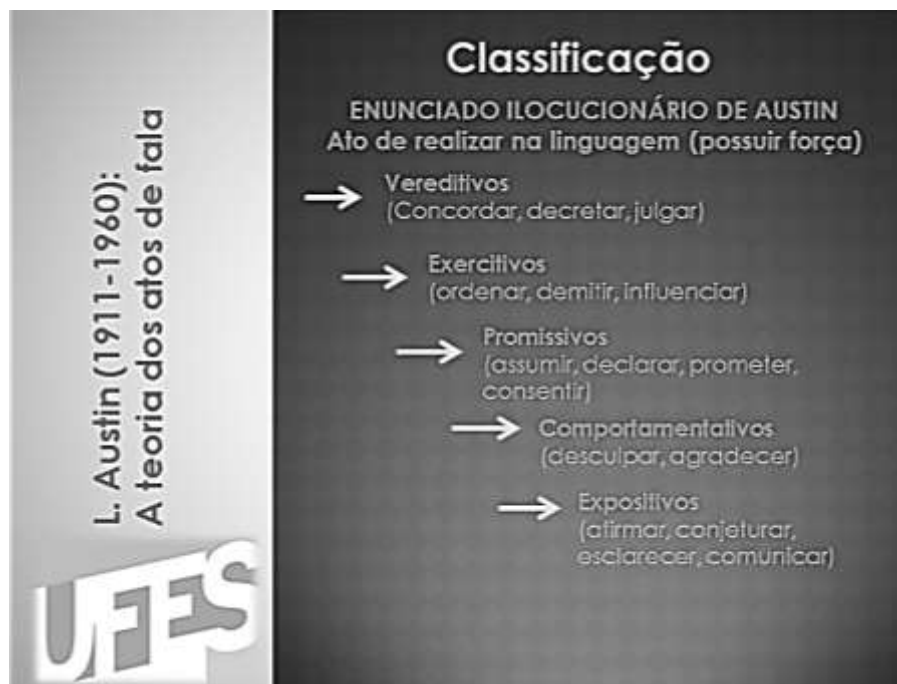 L. Austin (1911-1960):
A teoria dos atos de fala
UFES
Classificação
ENUNCIADO ILOCUCIONÁRIO DE AUSTIN
Ato de realizar na linguagem (possuir força)
Vereditivos
(Concordar, decretar, julgar)
Exercitivos
(ordenar, demitir, influenciar)
Promissivos
(assumir, declarar, prometer,
consentir)
Comportamentativos
(desculpar, agradecer)
Expositivos
(afirmar, conjeturar,
esclarecer, comunicar)